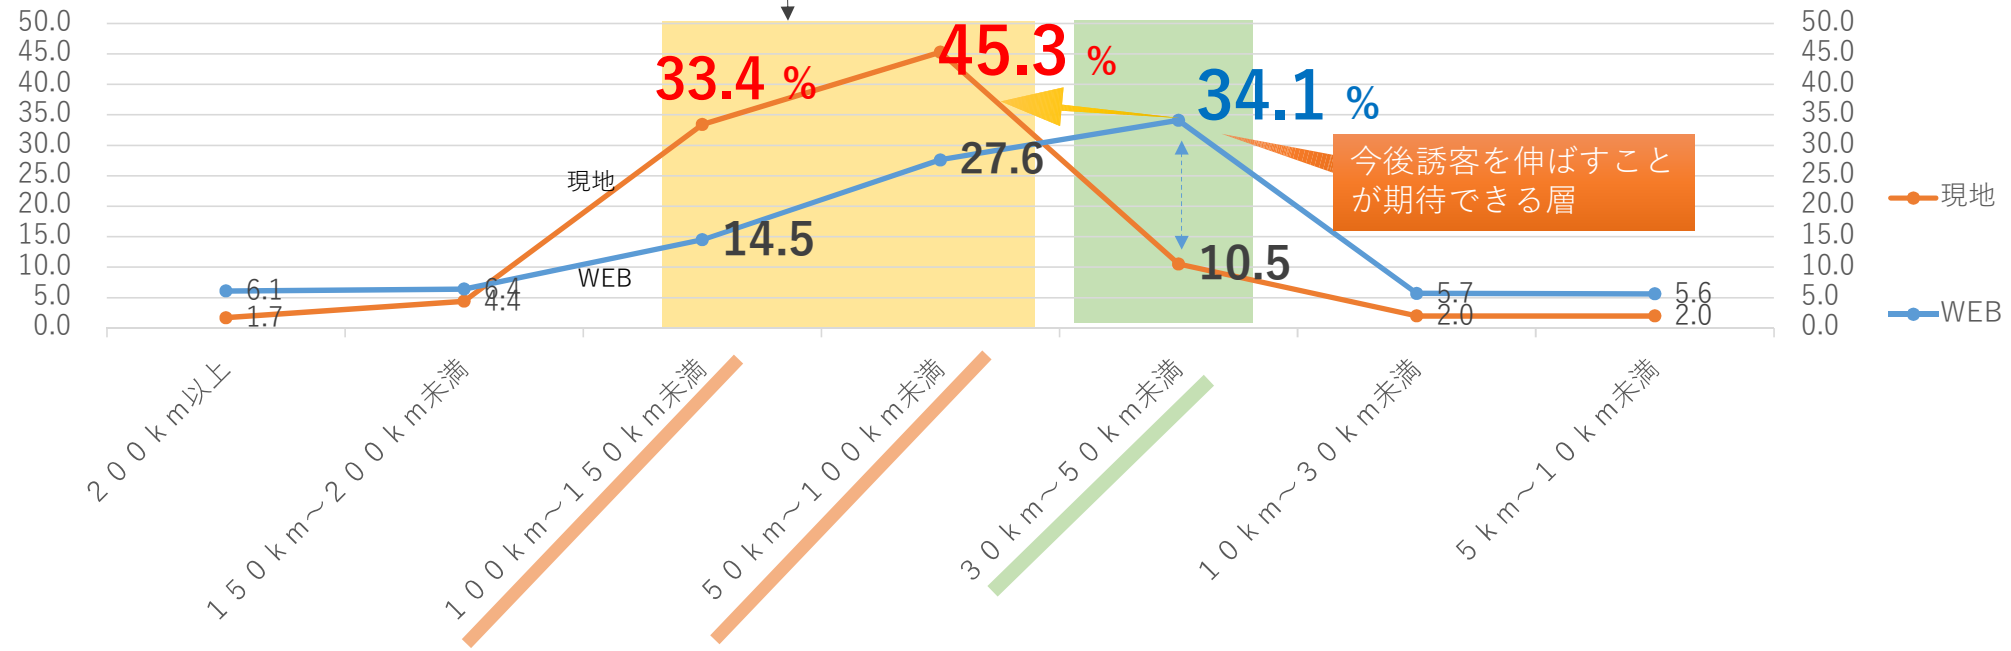 50.0
45.0
40.0
35.0
30.0
25.0
20.0
15.0
10.0
5.0
0.0
33.4 %
45.3 %
34.1 %
27.6
14.5
10.5
現地
WEB
今後誘客を伸ばすこと
が期待できる層
6.1
1.7
6.4
4.4
5.7
2.0
5.6
2.0
50.0
45.0
40.0
35.0
30.0
25.0
20.0
15.0
10.0
5.0
0.0
現地
WEB
２００ｋｍ以上
１５０ｋｍ～２００ｋｍ未満
１００ｋｍ～１５０ｋｍ未満
５０ｋｍ～１００ｋｍ未満
３０ｋｍ～５０ｋｍ未満
１０ｋｍ～３０ｋｍ未満
５ｋｍ～１０ｋｍ未満